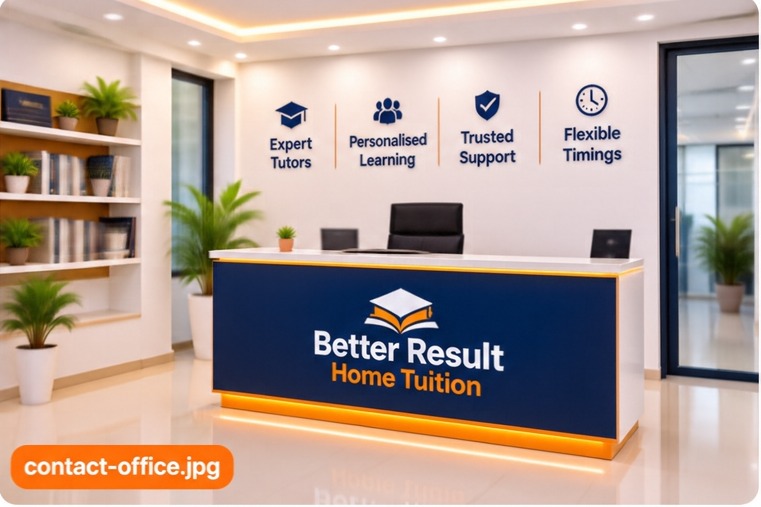 Expert
Tutors
Personalised
Learning
Trusted
Support
Flexible
Timings
Better Result
Home Tuition
contact-office.jpg